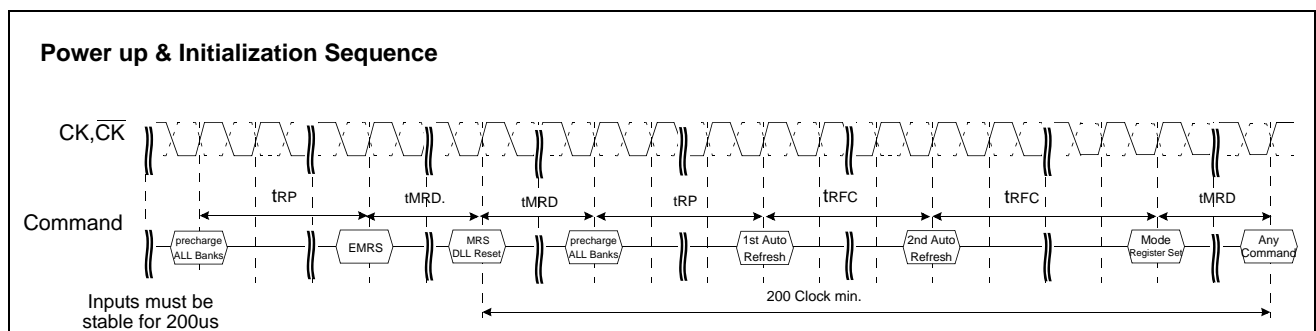 Power up & Initialization Sequence
CK,CK
tRP
tMRD.
tMRD
tRP
tRFC
tRFC
tMRD
Command
precharge
ALL Banks
EMRS
MRS
DLL Reset
precharge
ALL Banks
1st Auto
Refresh
2nd Auto
Refresh
Mode
Register Set
Any
Command
200 Clock min.
Inputs must be
stable for 200us